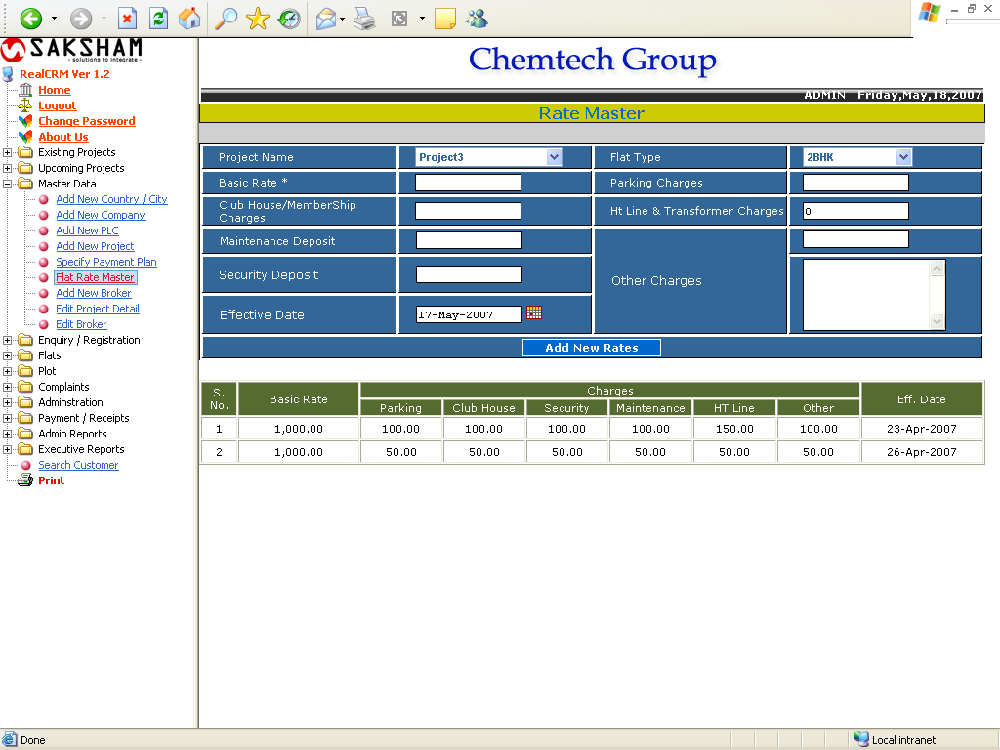 SAKSHAM
- solutions to integrate -
RealCRM Ver 1.2
Home
Logout
Change Password
About Us
Existing Projects
Upcoming Projects
Master Data
Add New Country / City
Add New Company
Add New PLC
Add New Project
Specify Payment Plan
Flat Rate Master
Add New Broker
Edit Project Detail
Edit Broker
Enquiry / Registration
Flats
Plot
Complaints
Adminstration
Payment / Receipts
Admin Reports
Executive Reports
Search Customer
Print
Chemtech Group
ADMIN Friday,May,18,2007
Rate Master
Project Name Project3 Flat Type 2BHK
Basic Rate * Parking Charges
Club House/MemberShip
Charges
Ht Line & Transformer Charges 0
Maintenance Deposit
Security Deposit
Other Charges
Effective Date 17-May-2007
Add New Rates
S.
No.
Basic Rate
Charges
Eff. Date
Parking Club House Security Maintenance HT Line Other
1 1,000.00 100.00 100.00 100.00 100.00 150.00 100.00 23-Apr-2007
2 1,000.00 50.00 50.00 50.00 50.00 50.00 50.00 26-Apr-2007
Done
Local intranet